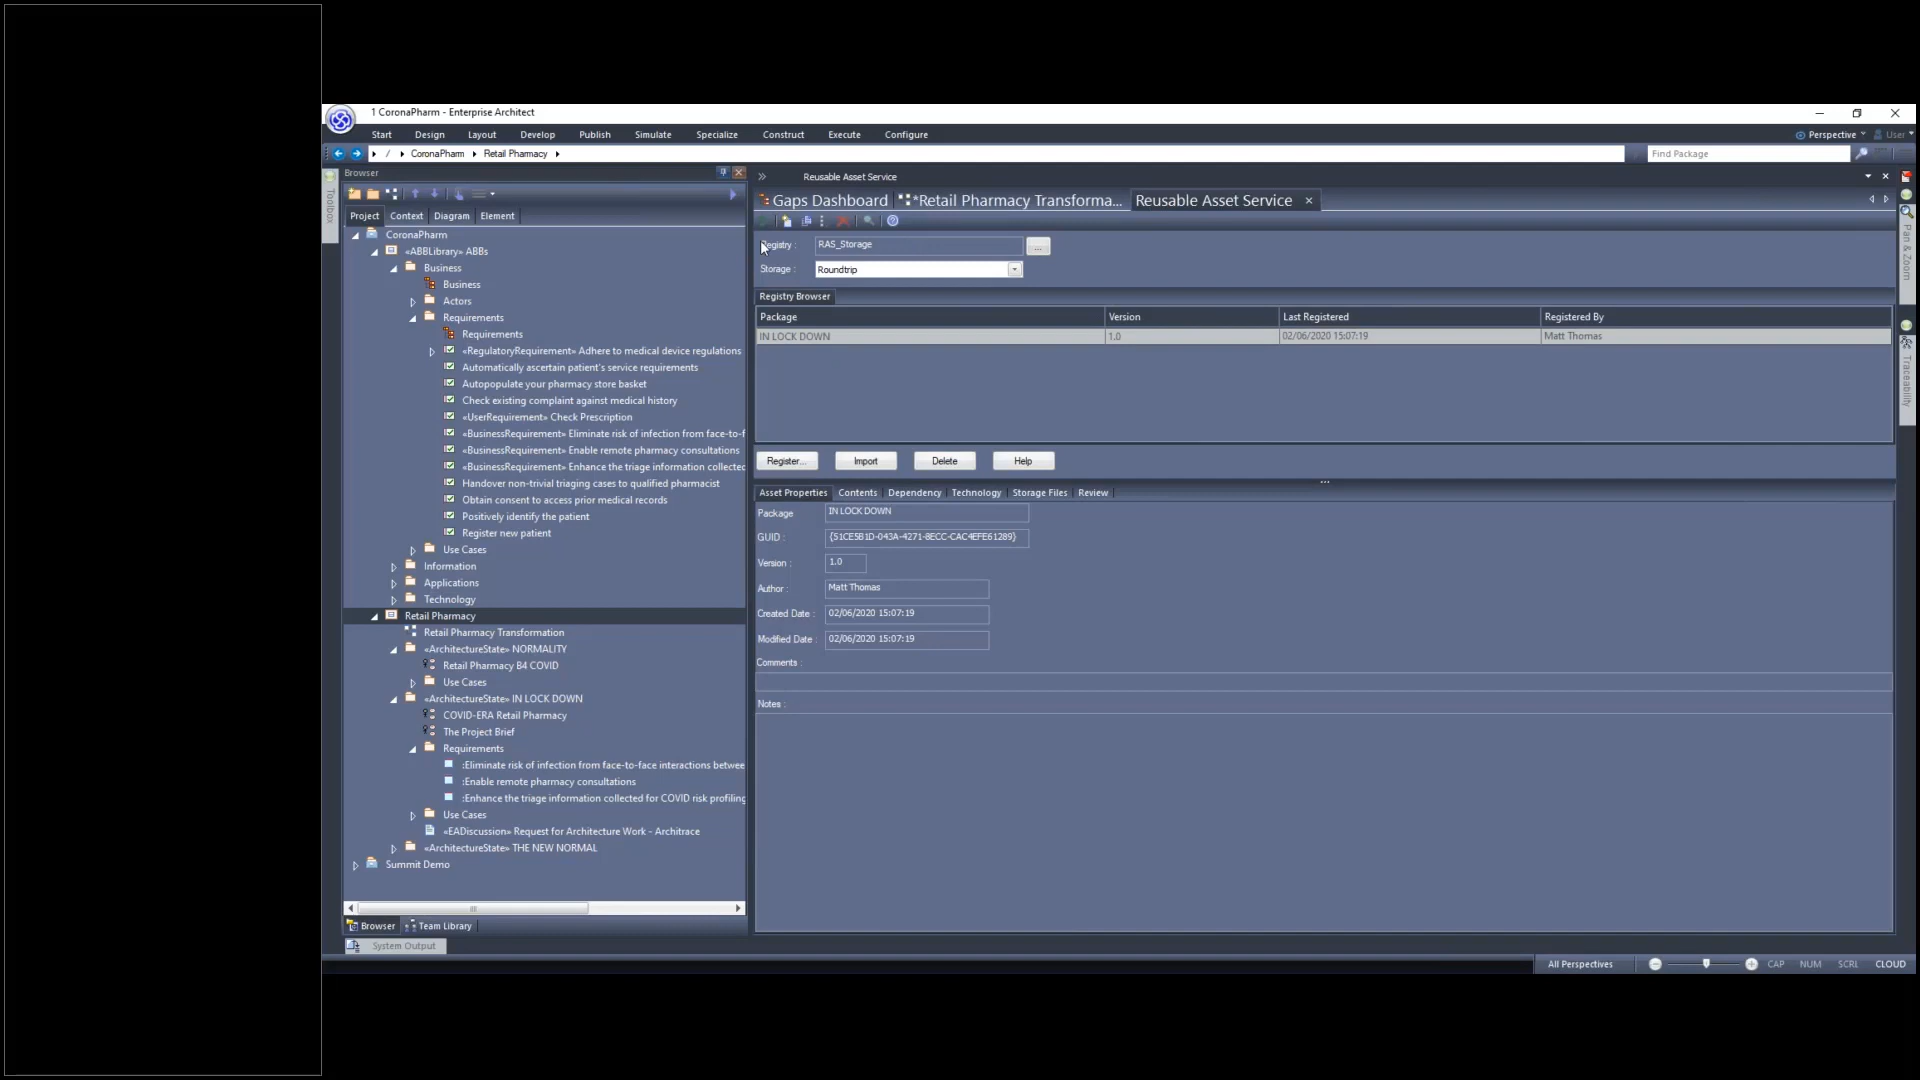 1 CoronaPharm - Enterprise Architect
Start Design Layout Develop Publish Simulate Specialize Construct Execute Configure
Perspective User
/ CoronaPharm Retail Pharmacy
Find Package
Browser
Toolbox
Project Context Diagram Element
CoronaPharm
«ABBLibrary» ABBs
Business
Business
Actors
Requirements
Requirements
«RegulatoryRequirement» Adhere to medical device regulations
Automatically ascertain patient's service requirements
Autopopulate your pharmacy store basket
Check existing complaint against medical history
«UserRequirement» Check Prescription
«BusinessRequirement» Eliminate risk of infection from face-to-f
«BusinessRequirement» Enable remote pharmacy consultations
«BusinessRequirement» Enhance the triage information collected
Handover non-trivial triaging cases to qualified pharmacist
Obtain consent to access prior medical records
Positively identify the patient
Register new patient
Use Cases
Information
Applications
Technology
Retail Pharmacy
Retail Pharmacy Transformation
«ArchitectureState» NORMALITY
Retail Pharmacy B4 COVID
Use Cases
«ArchitectureState» IN LOCK DOWN
COVID-ERA Retail Pharmacy
The Project Brief
Requirements
:Eliminate risk of infection from face-to-face interactions betwee
:Enable remote pharmacy consultations
:Enhance the triage information collected for COVID risk profiling
Use Cases
«EADiscussion» Request for Architecture Work - Architrace
«ArchitectureState» THE NEW NORMAL
Summit Demo
Browser Team Library
System Output
Reusable Asset Service
Gaps Dashboard *Retail Pharmacy Transforma... Reusable Asset Service
Registry : RAS_Storage ...
Storage : Roundtrip
Registry Browser
Package Version Last Registered Registered By
IN LOCK DOWN 1.0 02/06/2020 15:07:19 Matt Thomas
Register... Import Delete Help
Asset Properties Contents Dependency Technology Storage Files Review
Package IN LOCK DOWN
GUID : {51CE5B1D-043A-4271-8ECC-CAC4EFE61289}
Version : 1.0
Author : Matt Thomas
Created Date : 02/06/2020 15:07:19
Modified Date : 02/06/2020 15:07:19
Comments :
Notes :
Pan & Zoom
Traceability
All Perspectives CAP NUM SCRL CLOUD